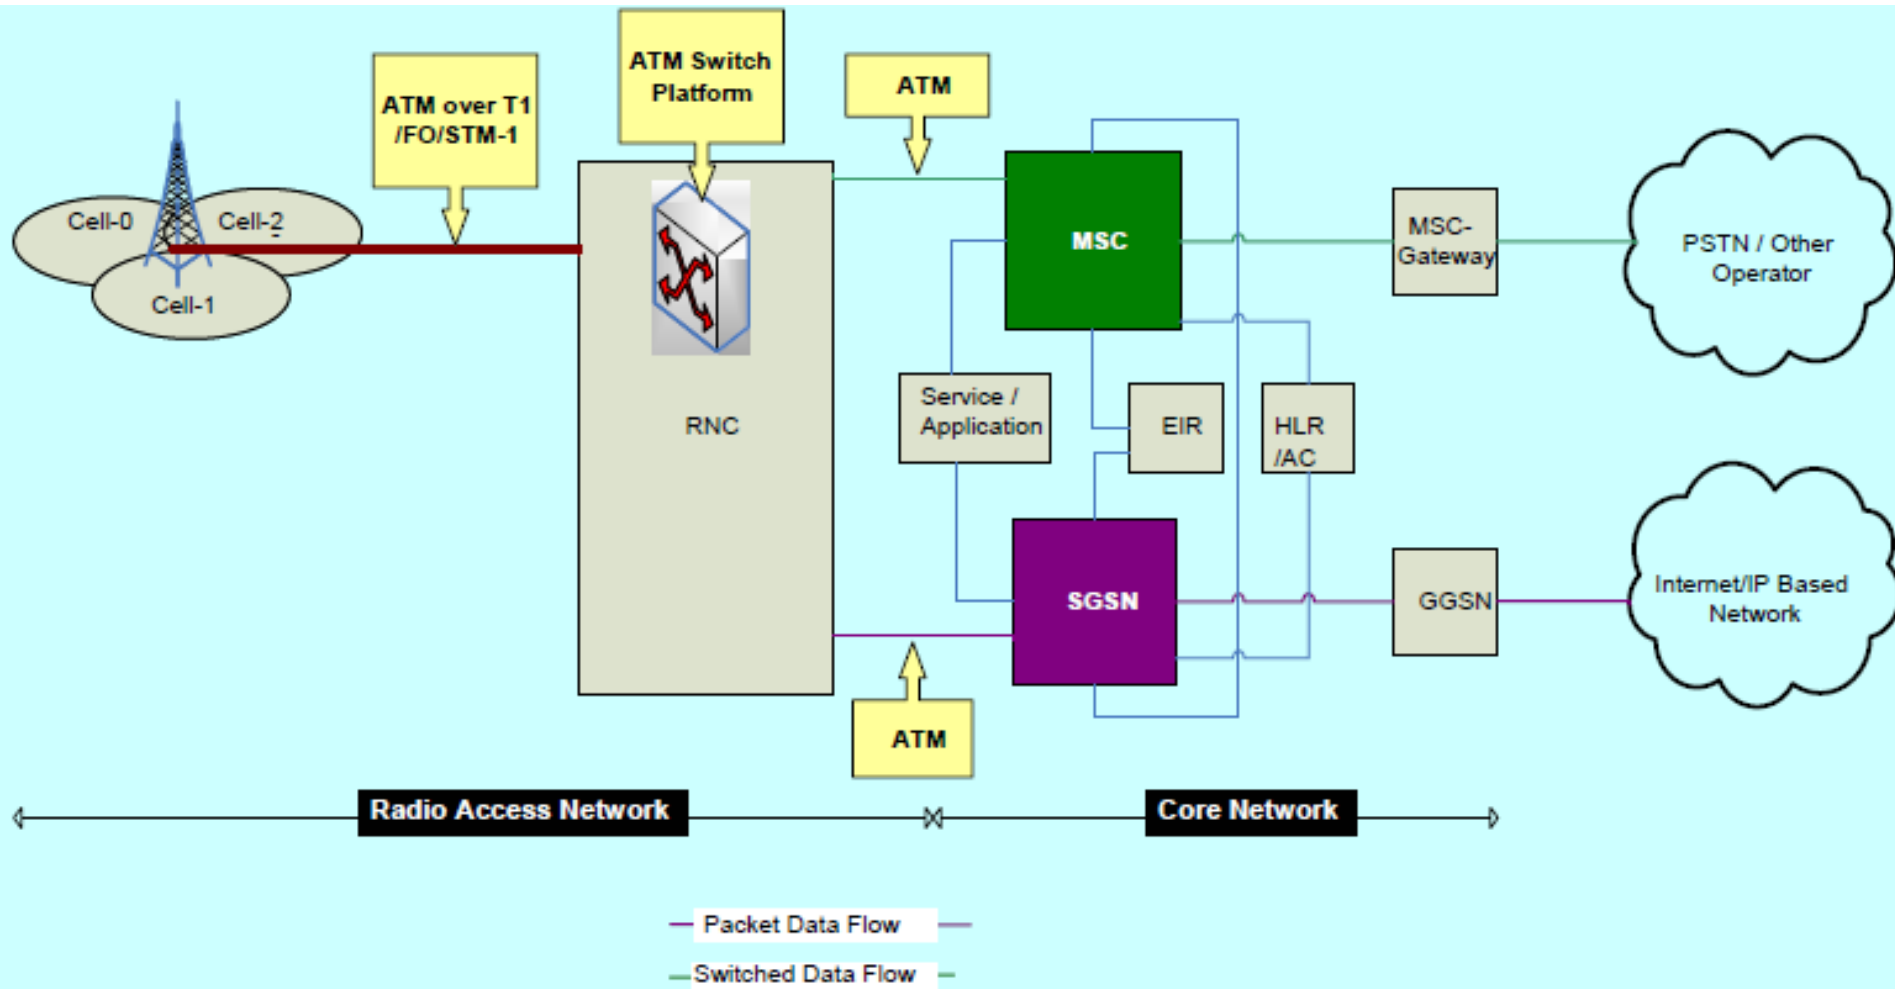 ATM Switch
Platform
ATM over T1
/FO/STM-1
ATM
Cell-0
Cell-2
Cell-1
RNC
MSC
MSC-
Gateway
PSTN / Other
Operator
Service /
Application
EIR
HLR
/AC
SGSN
GGSN
Internet/IP Based
Network
ATM
Radio Access Network
Core Network
Packet Data Flow
Switched Data Flow